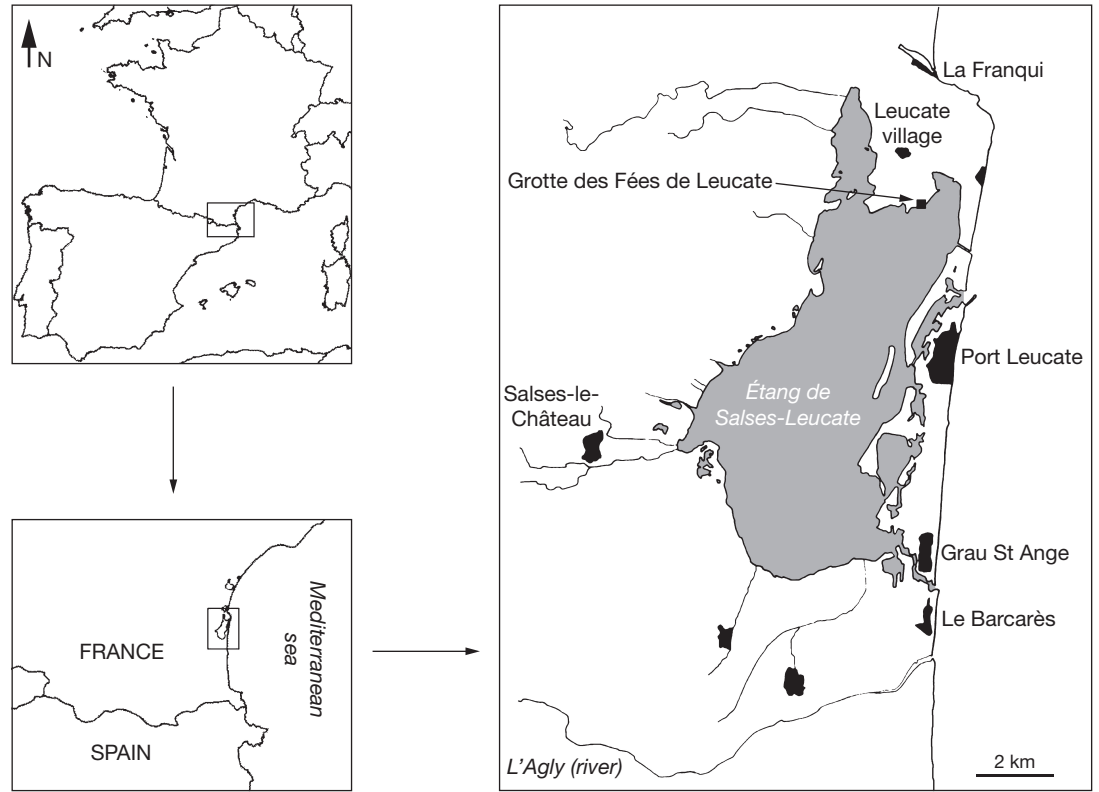 N
FRANCE
SPAIN
Mediterranean
sea
La Franqui
Leucate
village
Grotte des Fées de Leucate
Port Leucate
Étang de
Salses-Leucate
Salses-le-
Château
Grau St Ange
Le Barcarès
L'Agly (river)
2 km